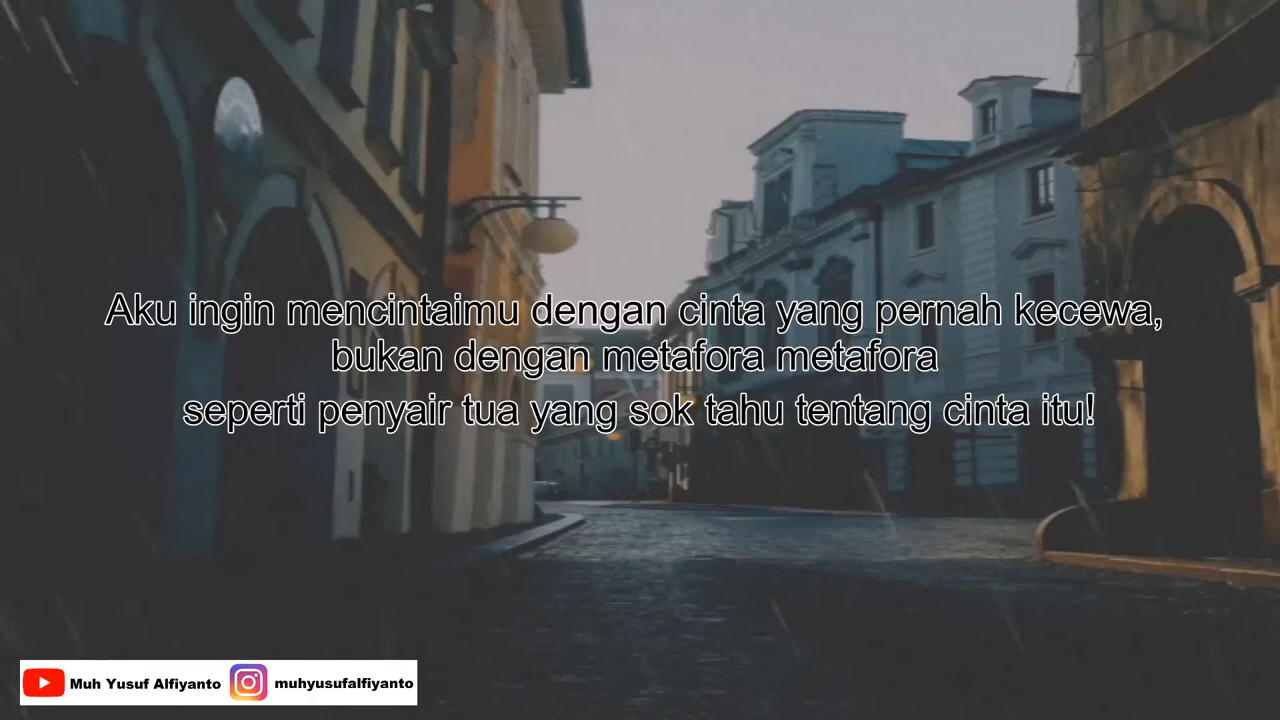 Aku ingin mencintaimu dengan cinta yang pernah kecewa,
bukan dengan metafora metafora
seperti penyair tua yang sok tahu tentang cinta itu!
Muh Yusuf Alfiyanto muhyusufalfiyanto